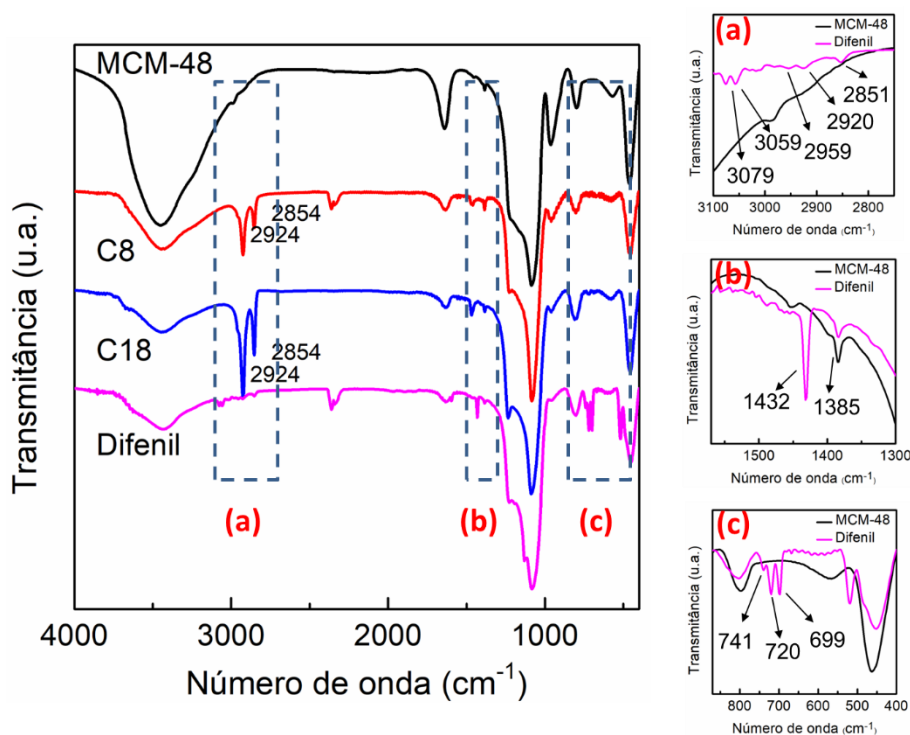 MCM-48
C8
2854
2924
C18
2854
2924
Difenil
(a)
(b)
(c)
4000
3000
2000
1000
Transmitância (u.a.)
Número de onda (cm⁻¹)
(a)
MCM-48
Difenil
2851
2920
2959
3059
3079
3100
3000
2900
2800
Transmitância (u.a.)
Número de onda (cm⁻¹)
(b)
MCM-48
Difenil
1432
1385
1500
1400
1300
Transmitância (u.a.)
Número de onda (cm⁻¹)
(c)
MCM-48
Difenil
741
720
699
800
700
600
500
400
Transmitância (u.a.)
Número de onda (cm⁻¹)